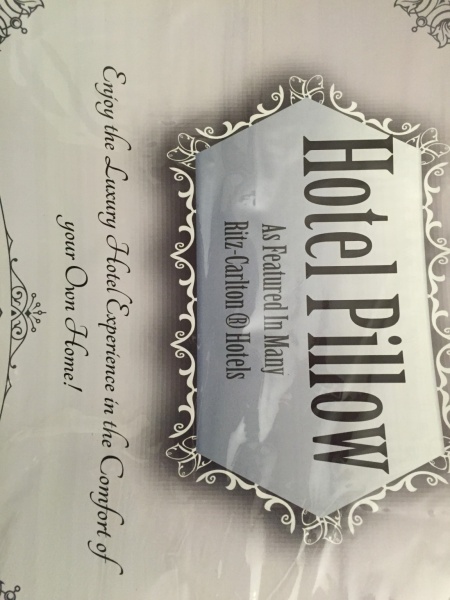 Hotel Pillow
As Featured In Many
Ritz-Carlton ® Hotels
Enjoy the Luxury Hotel Experience in the Comfort of
your Own Home!